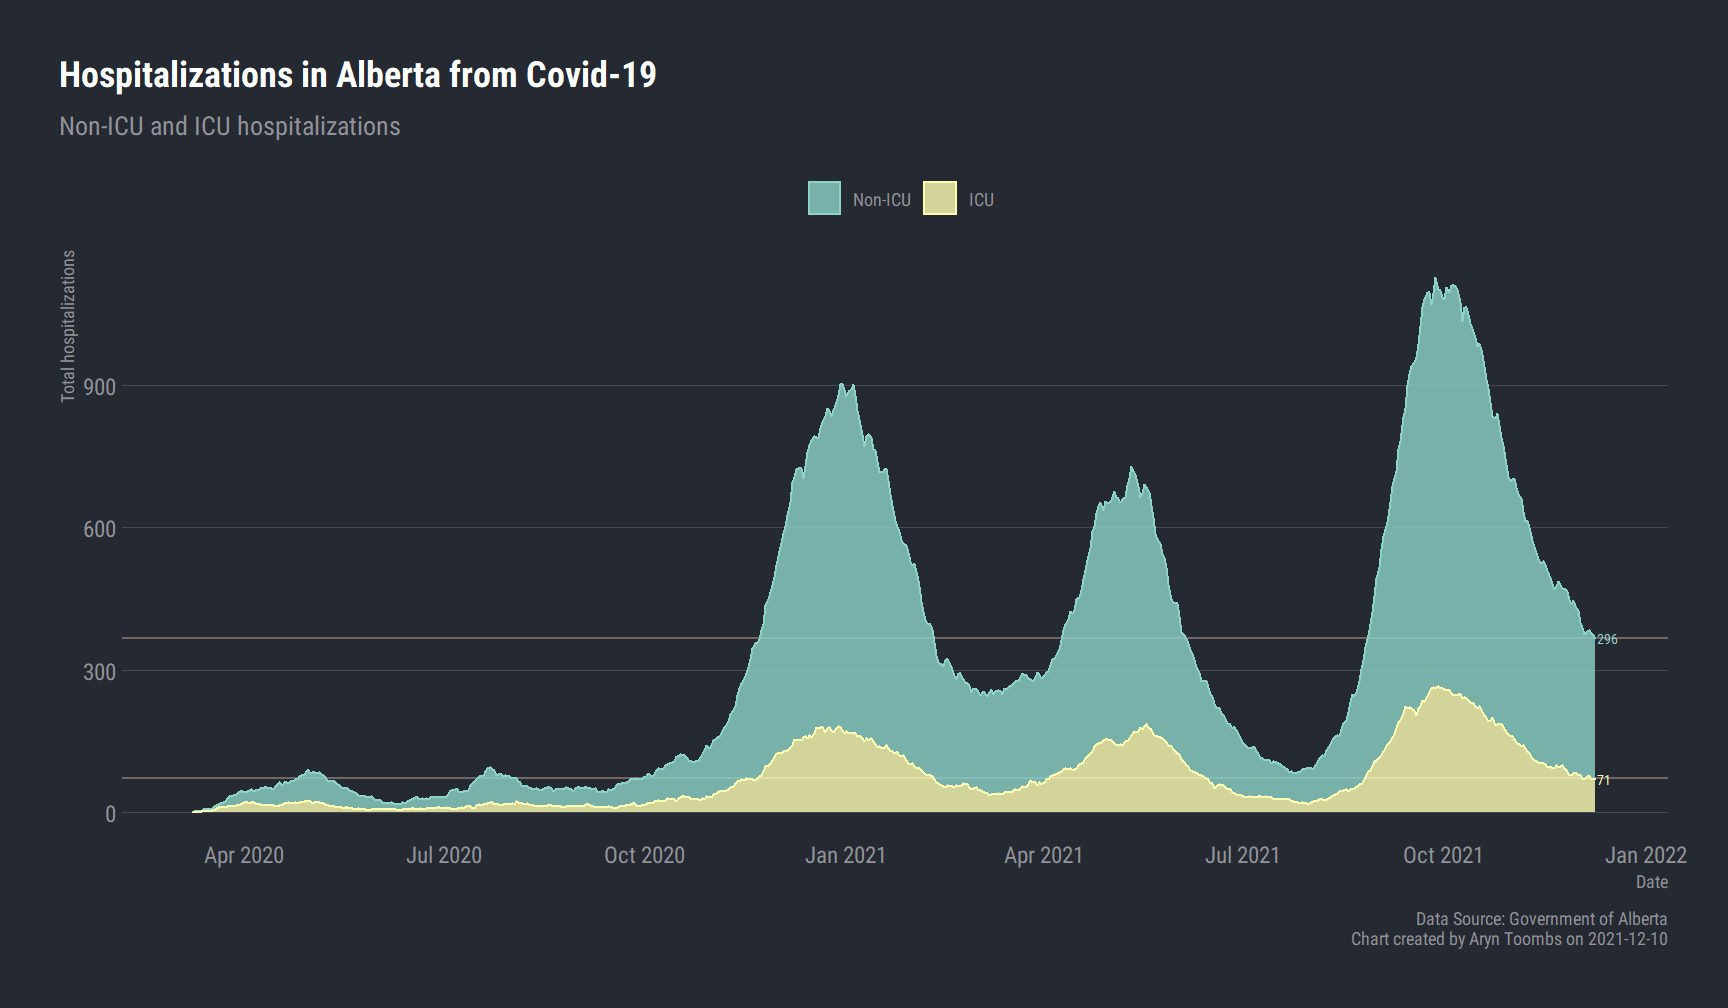 Hospitalizations in Alberta from Covid-19
Non-ICU and ICU hospitalizations
Non-ICU
ICU
Total hospitalizations
900
600
300
0
296
71
Apr 2020
Jul 2020
Oct 2020
Jan 2021
Apr 2021
Jul 2021
Oct 2021
Jan 2022
Date
Data Source: Government of Alberta
Chart created by Aryn Toombs on 2021-12-10